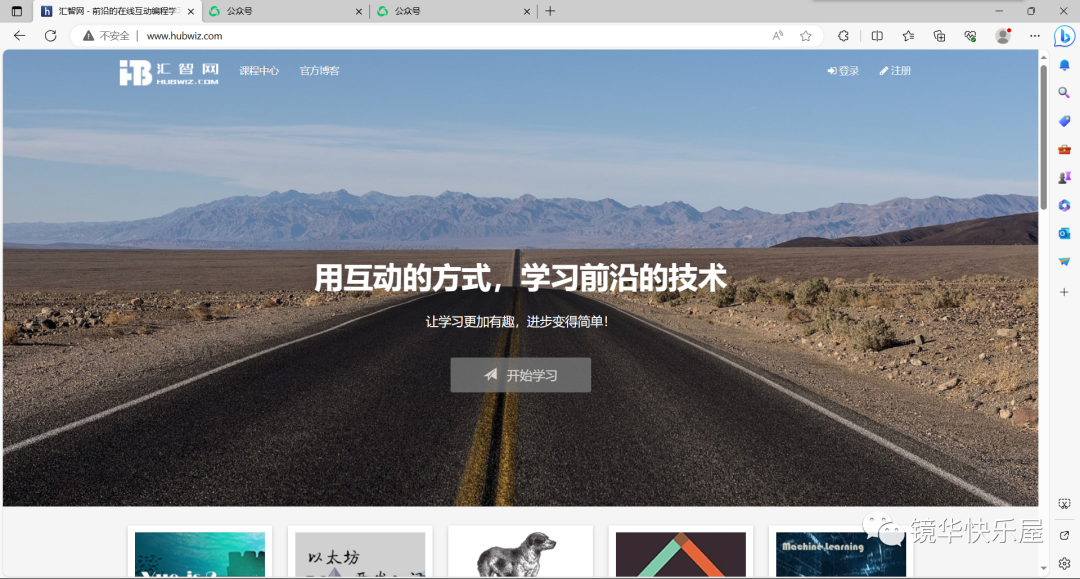 汇智网 - 前沿的在线互动编程学
公众号
公众号
不安全
www.hubwiz.com
汇智网
HUBWIZ.COM
课程中心
官方博客
登录
注册
用互动的方式，学习前沿的技术
让学习更加有趣，进步变得简单！
开始学习
以太坊
Machine Learning
镜华快乐屋